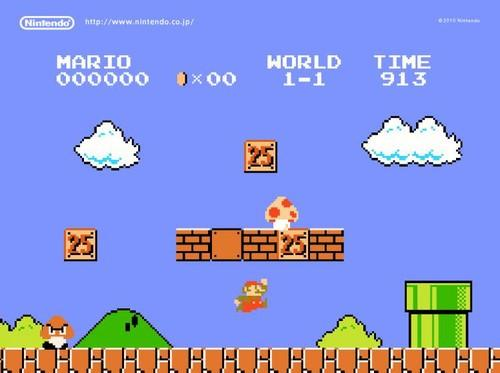 Nintendo
http://www.nintendo.co.jp/
©2010 Nintendo
MARIO WORLD TIME
000000 ×00 1-1 913
25
25
25